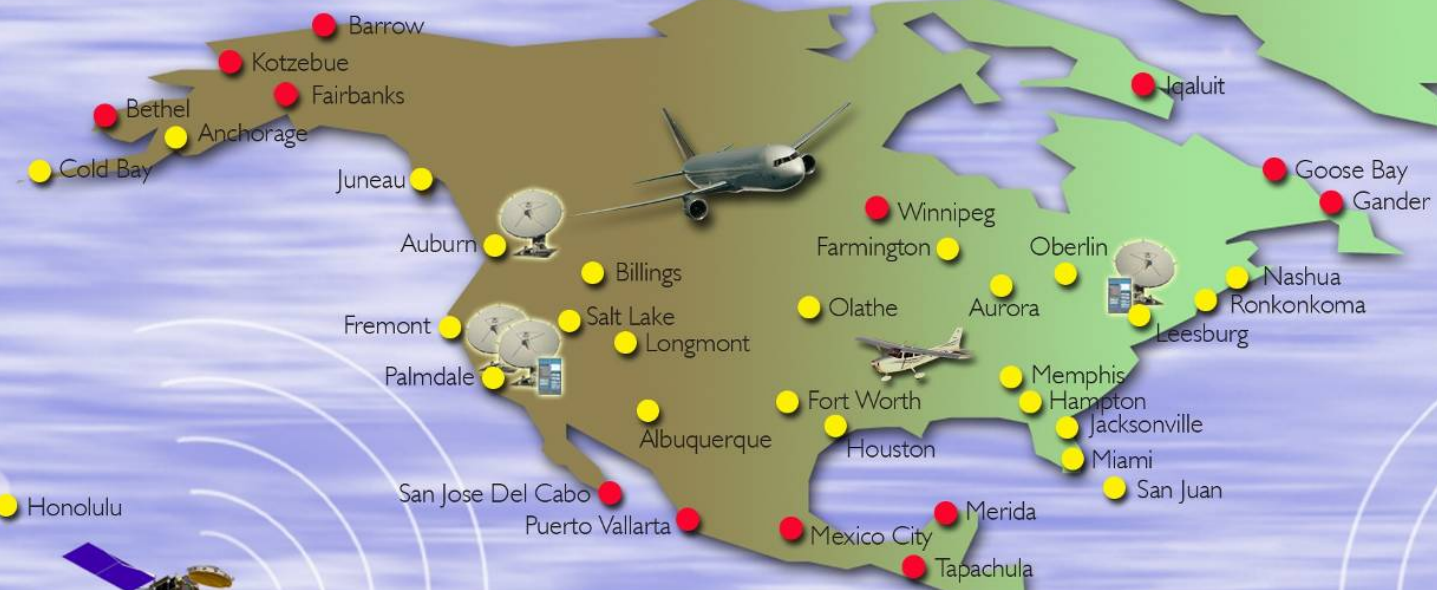 Barrow
Kotzebue
Fairbanks
Iqaluit
Bethel
Anchorage
Cold Bay
Juneau
Goose Bay
Gander
Winnipeg
Auburn
Farmington
Oberlin
Billings
Nashua
Olathe
Aurora
Ronkonkoma
Fremont
Salt Lake
Leesburg
Longmont
Palmdale
Memphis
Fort Worth
Hampton
Jacksonville
Albuquerque
Houston
Miami
San Jose Del Cabo
San Juan
Honolulu
Puerto Vallarta
Merida
Mexico City
Tapachula